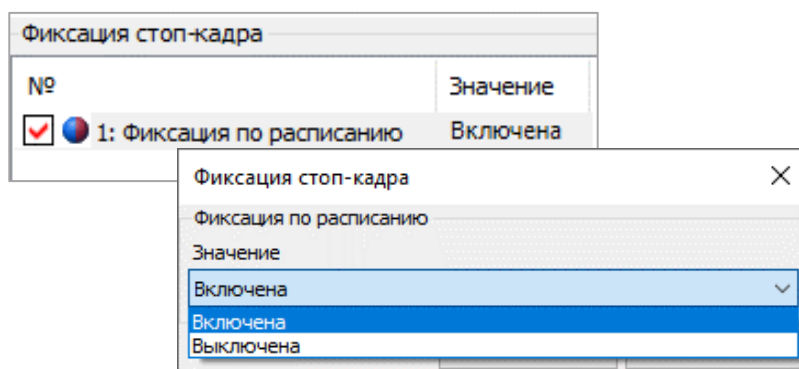 Фиксация стоп-кадра
№ Значение
1: Фиксация по расписанию Включена
Фиксация стоп-кадра
Фиксация по расписанию
Значение
Включена
Включена
Выключена